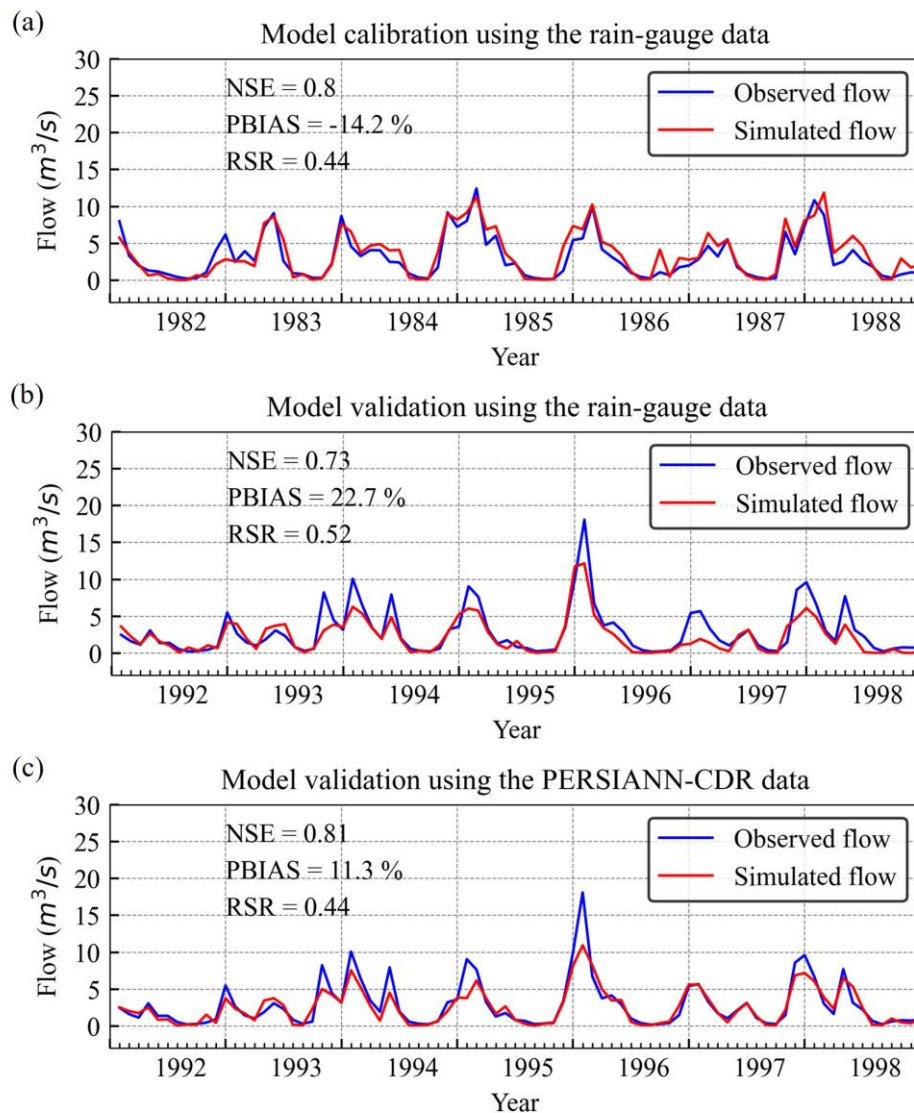 (a)
Model calibration using the rain-gauge data
30
25
20
15
10
5
0
Flow (m³/s)
NSE = 0.8
PBIAS = -14.2 %
RSR = 0.44
Observed flow
Simulated flow
1982 1983 1984 1985 1986 1987 1988
Year
(b)
Model validation using the rain-gauge data
30
25
20
15
10
5
0
Flow (m³/s)
NSE = 0.73
PBIAS = 22.7 %
RSR = 0.52
Observed flow
Simulated flow
1992 1993 1994 1995 1996 1997 1998
Year
(c)
Model validation using the PERSIANN-CDR data
30
25
20
15
10
5
0
Flow (m³/s)
NSE = 0.81
PBIAS = 11.3 %
RSR = 0.44
Observed flow
Simulated flow
1992 1993 1994 1995 1996 1997 1998
Year